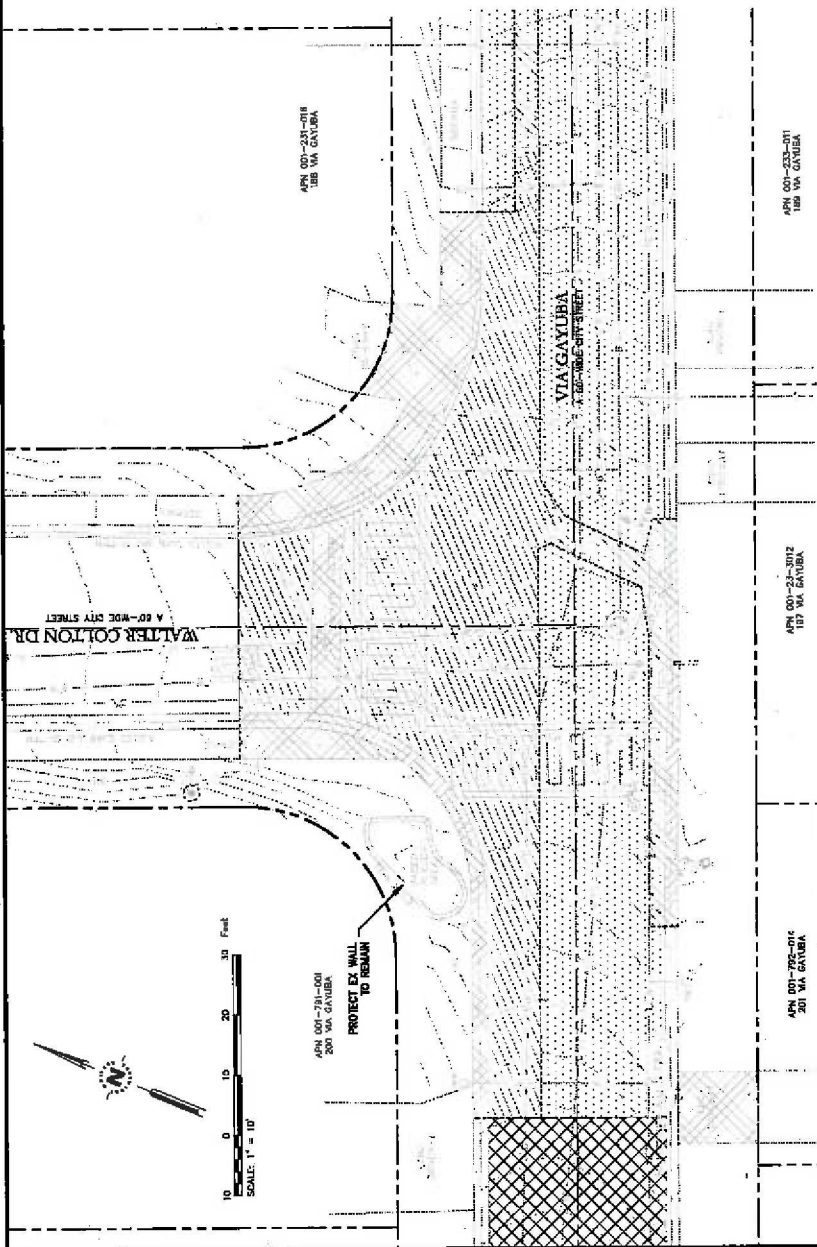 APN 001-231-018
188 VIA GAYUBA
WALTER COLTON DR.
A 60'-WIDE CITY STREET
VIA GAYUBA
A 60'-WIDE CITY STREET
APN 001-233-011
189 VIA GAYUBA
APN 001-23-3012
197 VIA GAYUBA
APN 001-792-014
201 VIA GAYUBA
APN 001-791-001
200 VIA GAYUBA
PROTECT EX WALL
TO REMAIN
N
10 0 10 20 30 Feet
SCALE: 1" = 10'